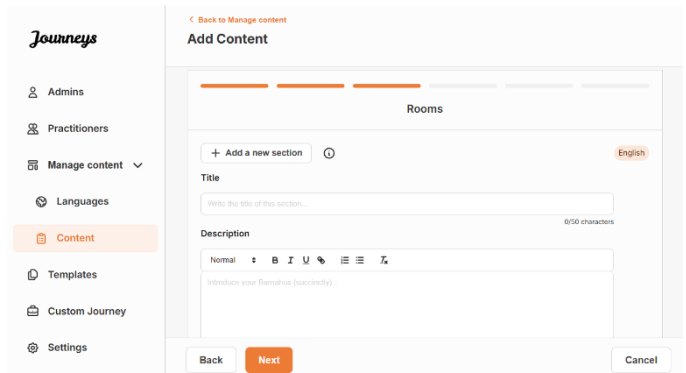 Journeys
Admins
Practitioners
Manage content
Languages
Content
Templates
Custom Journey
Settings
Back to Manage content
Add Content
Rooms
+ Add a new section
English
Title
Write the title of this section...
0/50 characters
Description
Normal B I U
Introduce your Bamahua (succinctly).
Back Next Cancel